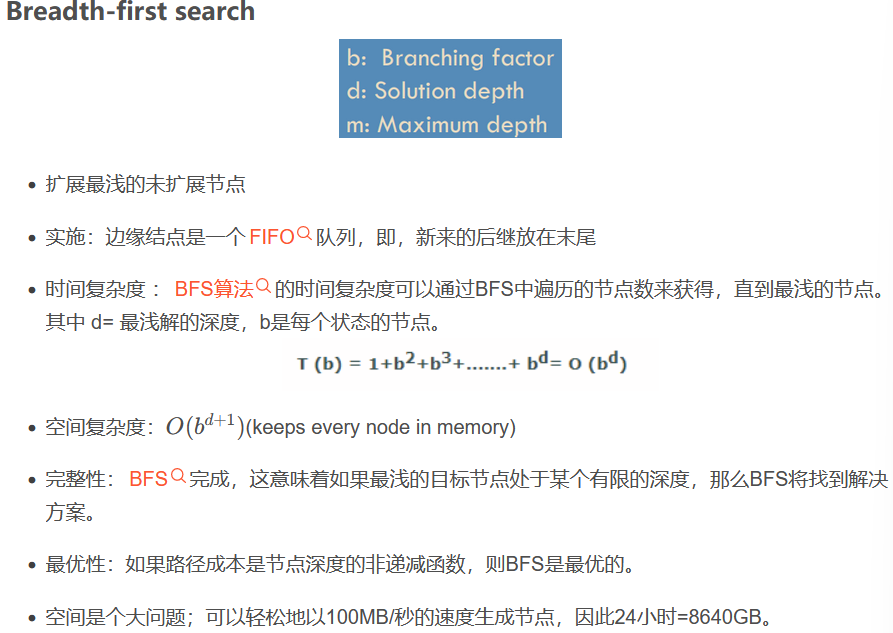 Breadth-first search
b: Branching factor
d: Solution depth
m: Maximum depth
• 扩展最浅的未扩展节点
• 实施：边缘结点是一个 FIFO 队列，即，新来的后继放在末尾
• 时间复杂度： BFS算法 的时间复杂度可以通过BFS中遍历的节点数来获得，直到最浅的节点。
其中 d= 最浅解的深度，b是每个状态的节点。
T (b) = 1+b²+b³+.......+ bᵈ= O (bᵈ)
• 空间复杂度：O(b^{d+1})(keeps every node in memory)
• 完整性： BFS 完成，这意味着如果最浅的目标节点处于某个有限的深度，那么BFS将找到解决
方案。
• 最优性：如果路径成本是节点深度的非递减函数，则BFS是最优的。
• 空间是个大问题；可以轻松地以100MB/秒的速度生成节点，因此24小时=8640GB。